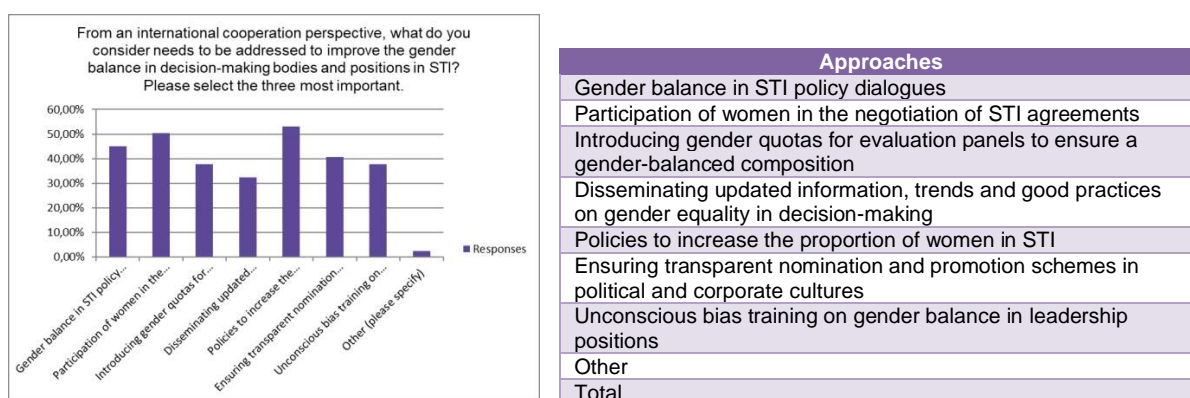 From an international cooperation perspective, what do you
consider needs to be addressed to improve the gender
balance in decision-making bodies and positions in STI?
Please select the three most important.
60,00%
50,00%
40,00%
30,00%
20,00%
10,00%
0,00%
Responses
Gender balance in STI policy...
Participation of women in the...
Introducing gender quotas for...
Disseminating updated...
Policies to increase the...
Ensuring transparent nomination...
Unconscious bias training on...
Other (please specify)
Approaches
Gender balance in STI policy dialogues
Participation of women in the negotiation of STI agreements
Introducing gender quotas for evaluation panels to ensure a
gender-balanced composition
Disseminating updated information, trends and good practices
on gender equality in decision-making
Policies to increase the proportion of women in STI
Ensuring transparent nomination and promotion schemes in
political and corporate cultures
Unconscious bias training on gender balance in leadership
positions
Other
Total